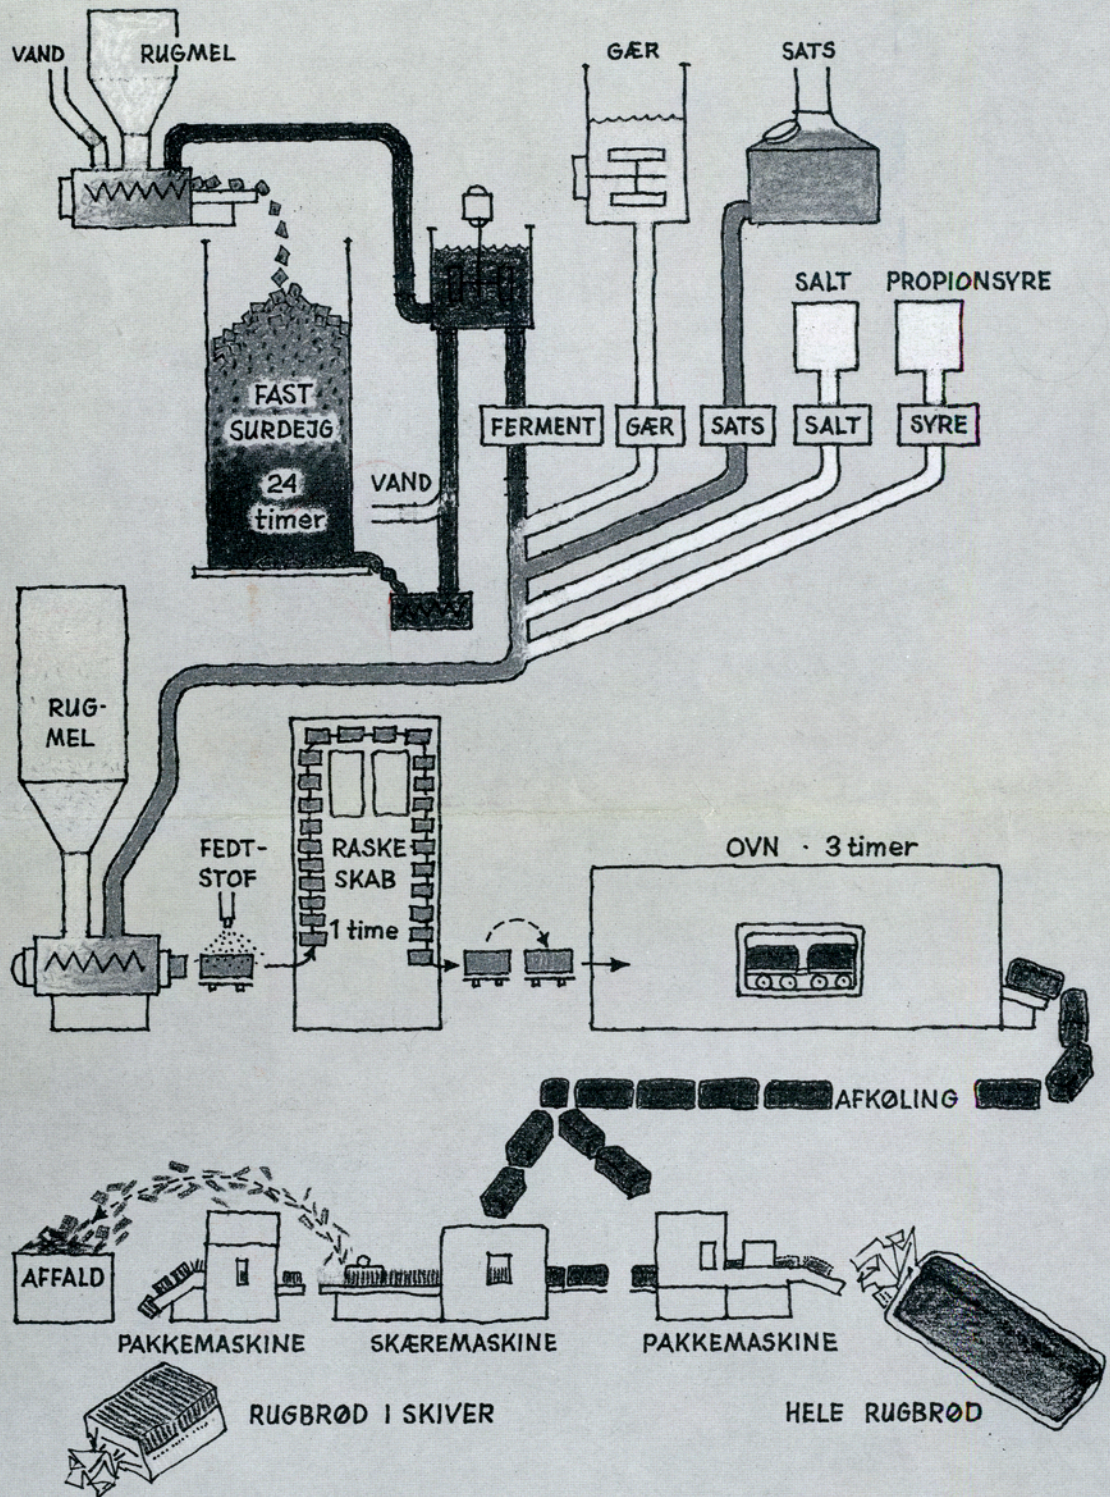 VAND
RUGMEL
GÆR
SATS
SALT
PROPIONSYRE
FAST
SURDEJG
24
timer
FERMENT
GÆR
SATS
SALT
SYRE
VAND
RUG-
MEL
FEDT-
STOF
RASKE
SKAB
1 time
OVN · 3 timer
AFKØLING
AFFALD
PAKKEMASKINE
SKÆREMASKINE
PAKKEMASKINE
RUGBRØD I SKIVER
HELE RUGBRØD